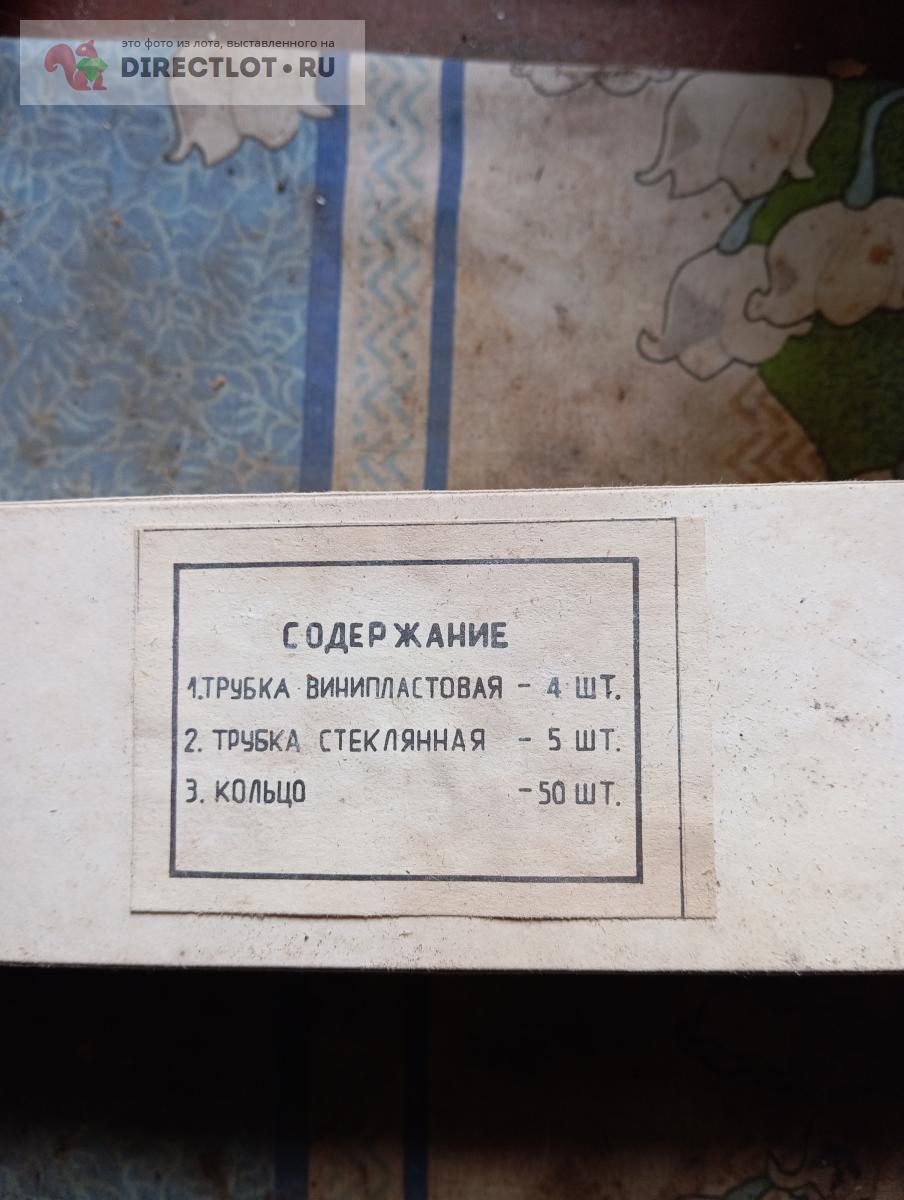 это фото из лота, выставленного на
DIRECTLOT•RU
СОДЕРЖАНИЕ
1.ТРУБКА ВИНИПЛАСТОВАЯ - 4 ШТ.
2. ТРУБКА СТЕКЛЯННАЯ - 5 ШТ.
3. КОЛЬЦО -50 ШТ.